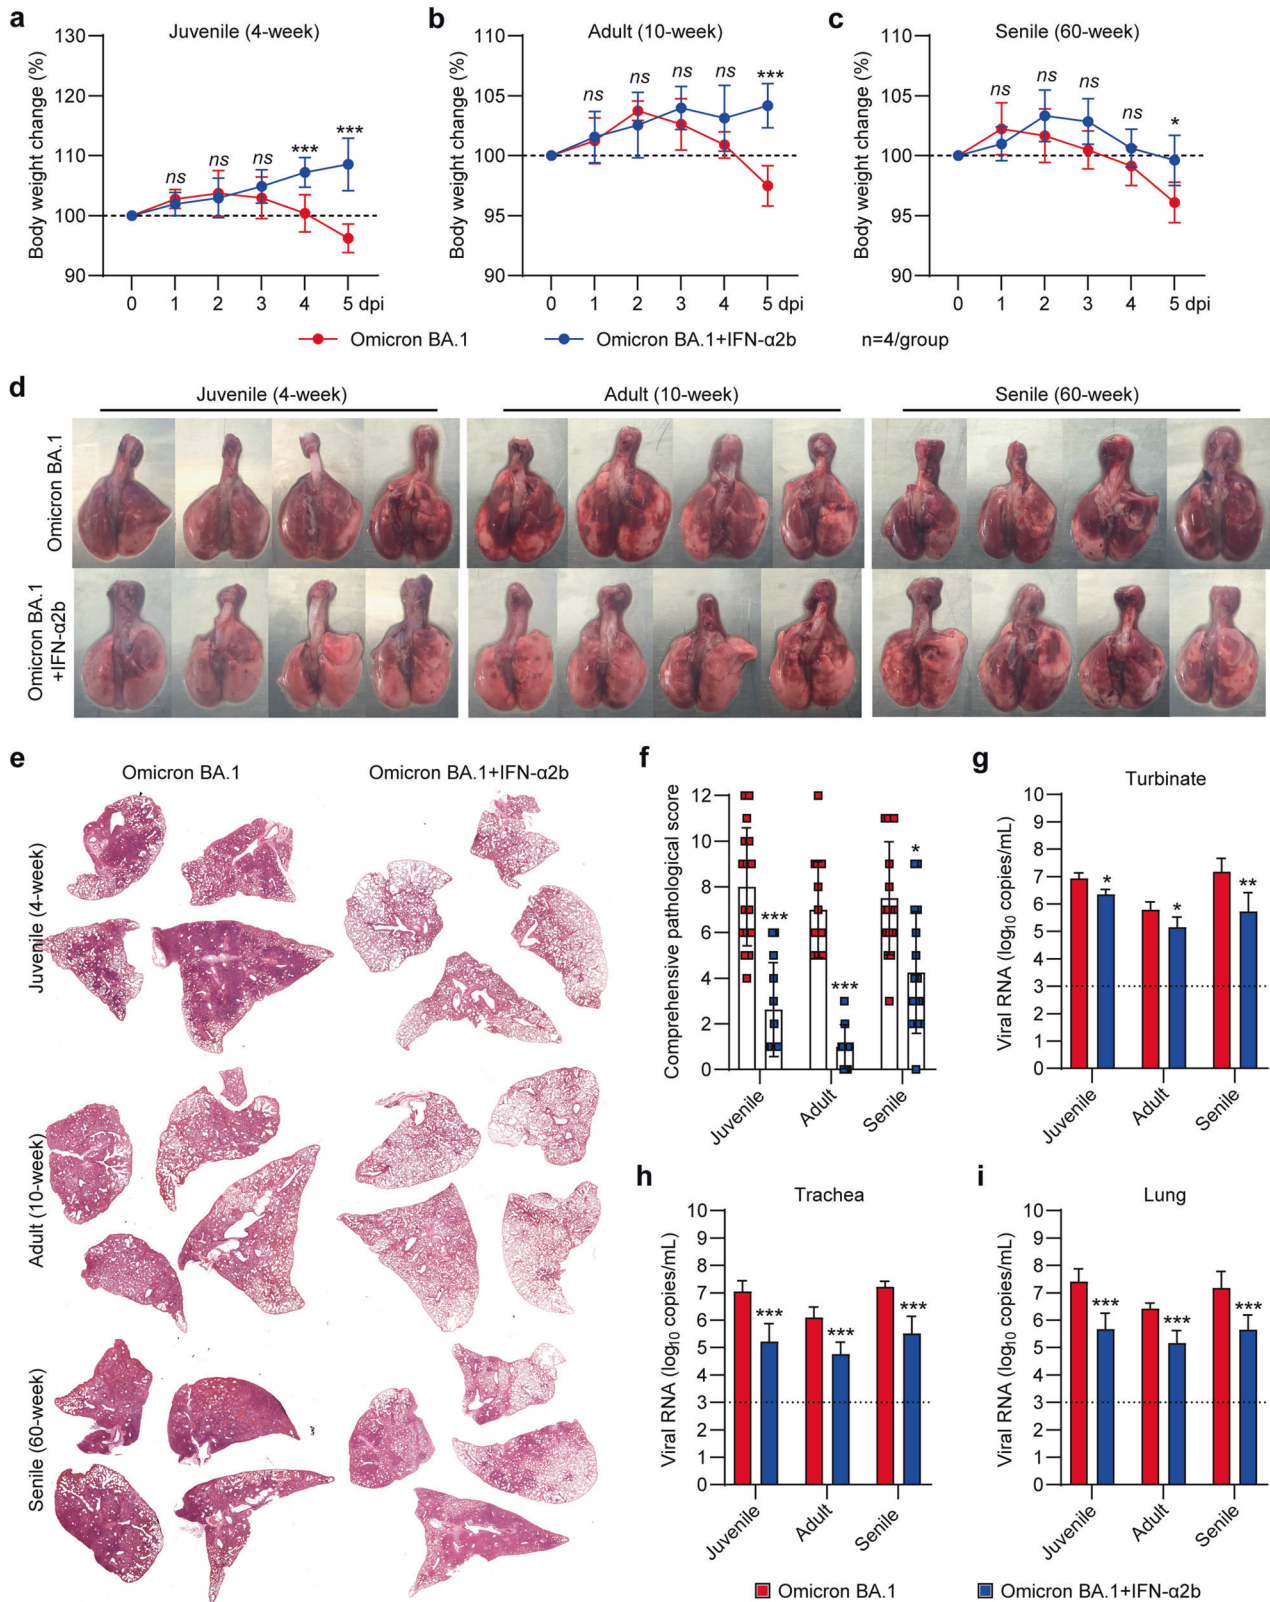 a
Juvenile (4-week)
Body weight change (%)
130
120
110
100
90
ns
ns
ns
***
***
0 1 2 3 4 5 dpi
b
Adult (10-week)
Body weight change (%)
110
105
100
95
90
ns
ns
ns
ns
***
0 1 2 3 4 5 dpi
c
Senile (60-week)
Body weight change (%)
110
105
100
95
90
ns
ns
ns
ns
*
0 1 2 3 4 5 dpi
Omicron BA.1
Omicron BA.1+IFN-α2b
n=4/group
d
Juvenile (4-week)
Adult (10-week)
Senile (60-week)
Omicron BA.1
Omicron BA.1
+IFN-α2b
e
Omicron BA.1
Omicron BA.1+IFN-α2b
Juvenile (4-week)
Adult (10-week)
Senile (60-week)
f
Comprehensive pathological score
12
10
8
6
4
2
0
***
***
*
Juvenile
Adult
Senile
g
Turbinate
Viral RNA (log₁₀ copies/mL)
10
9
8
7
6
5
4
3
2
1
0
*
*
**
Juvenile
Adult
Senile
h
Trachea
Viral RNA (log₁₀ copies/mL)
10
9
8
7
6
5
4
3
2
1
0
***
***
***
Juvenile
Adult
Senile
i
Lung
Viral RNA (log₁₀ copies/mL)
10
9
8
7
6
5
4
3
2
1
0
***
***
***
Juvenile
Adult
Senile
Omicron BA.1
Omicron BA.1+IFN-α2b